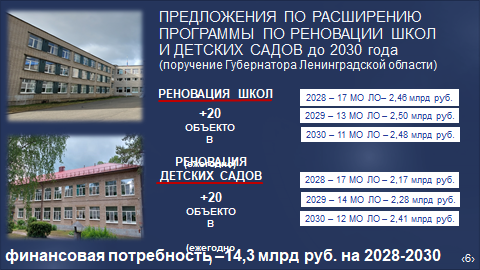 ПРЕДЛОЖЕНИЯ ПО РАСШИРЕНИЮ
ПРОГРАММЫ ПО РЕНОВАЦИИ ШКОЛ
И ДЕТСКИХ САДОВ до 2030 года
(поручение Губернатора Ленинградской области)
РЕНОВАЦИЯ ШКОЛ
+20
ОБЪЕКТО
В
(ежегодно)
2028 – 17 МО ЛО– 2,46 млрд руб.
2029 – 13 МО ЛО – 2,50 млрд руб.
2030 – 11 МО ЛО – 2,48 млрд руб.
РЕНОВАЦИЯ
ДЕТСКИХ САДОВ
+20
ОБЪЕКТО
В
(ежегодно
)
2028 – 17 МО ЛО – 2,17 млрд руб.
2029 – 14 МО ЛО – 2,28 млрд руб.
2030 – 12 МО ЛО – 2,41 млрд руб.
финансовая потребность –14,3 млрд руб. на 2028-2030
‹6›